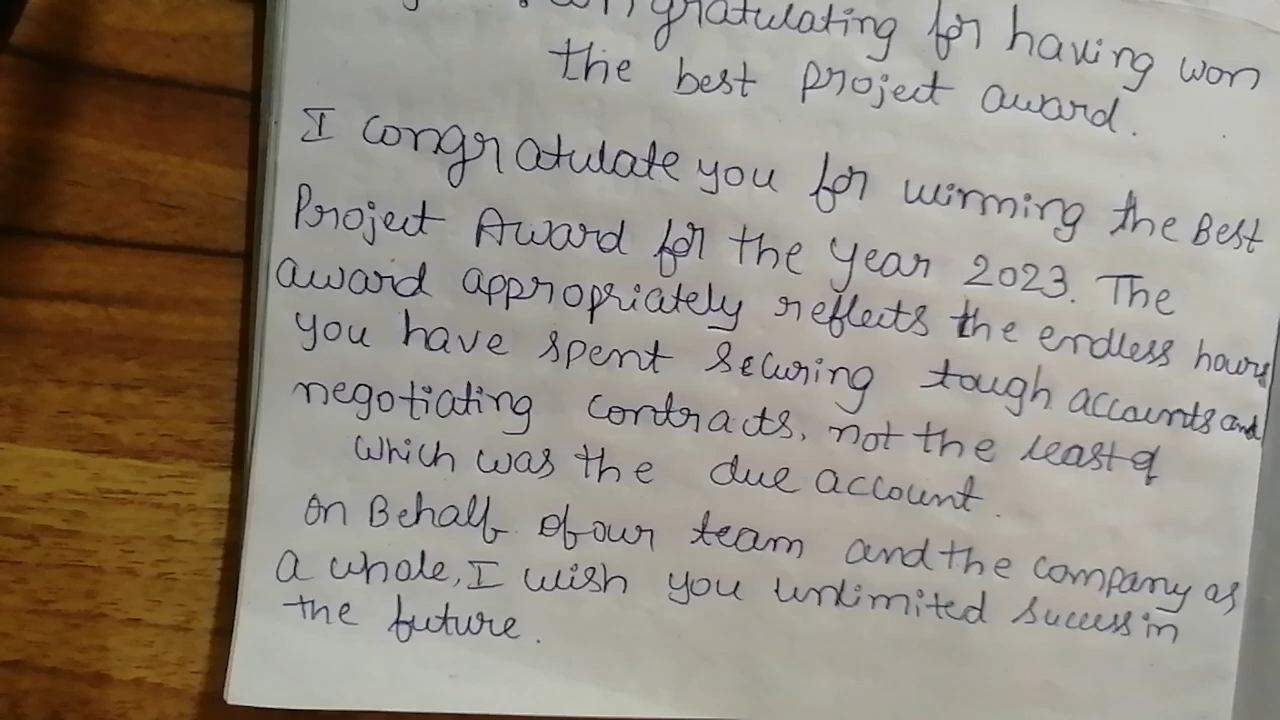 Congratulating for having won
the best project award.
I congratulate you for winning the Best
Project Award for the year 2023. The
award appropriately reflects the endless hours
you have spent securing tough accounts and
negotiating contracts, not the least of
which was the due account.
On Behalf of our team and the company as
a whole, I wish you unlimited success in
the future.